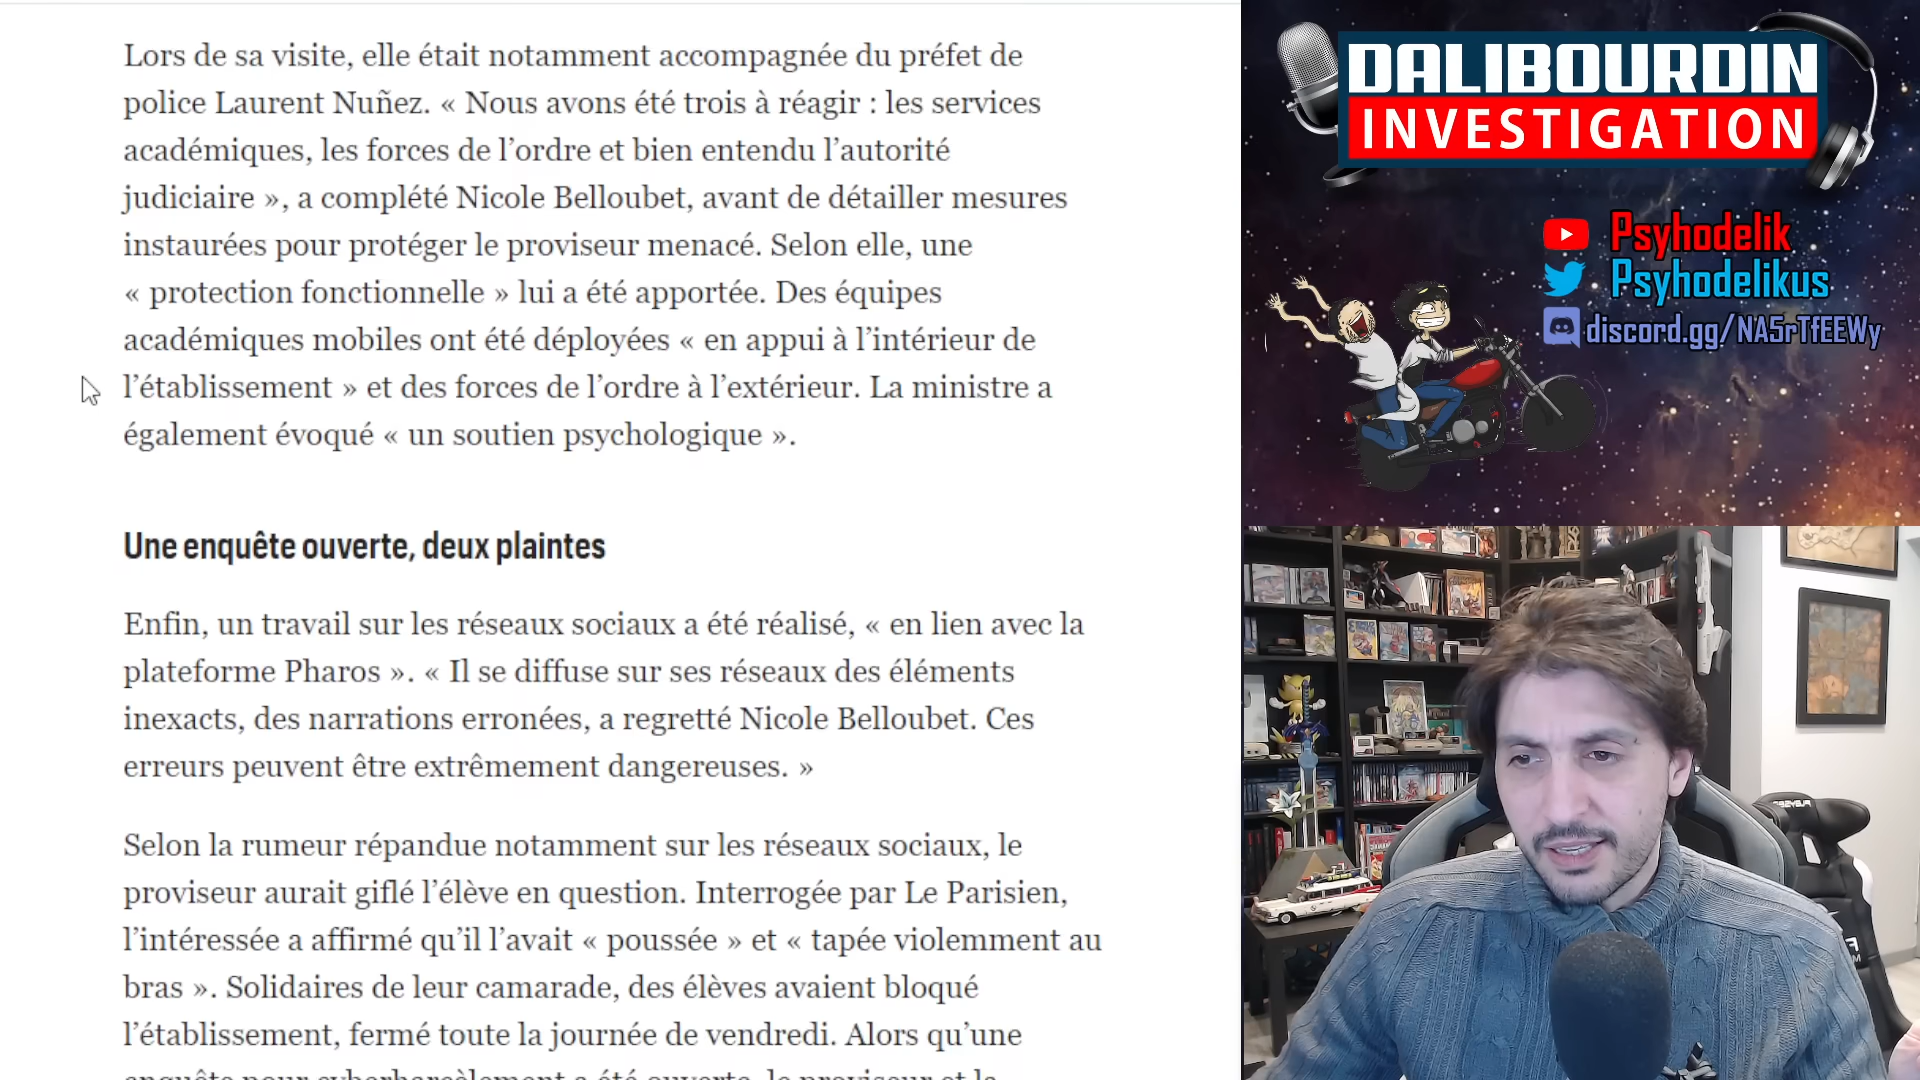 Lors de sa visite, elle était notamment accompagnée du préfet de
police Laurent Nuñez. « Nous avons été trois à réagir : les services
académiques, les forces de l’ordre et bien entendu l’autorité
judiciaire », a complété Nicole Belloubet, avant de détailler mesures
instaurées pour protéger le proviseur menacé. Selon elle, une
« protection fonctionnelle » lui a été apportée. Des équipes
académiques mobiles ont été déployées « en appui à l’intérieur de
l’établissement » et des forces de l’ordre à l’extérieur. La ministre a
également évoqué « un soutien psychologique ».
Une enquête ouverte, deux plaintes
Enfin, un travail sur les réseaux sociaux a été réalisé, « en lien avec la
plateforme Pharos ». « Il se diffuse sur ses réseaux des éléments
inexacts, des narrations erronées, a regretté Nicole Belloubet. Ces
erreurs peuvent être extrêmement dangereuses. »
Selon la rumeur répandue notamment sur les réseaux sociaux, le
proviseur aurait giflé l’élève en question. Interrogée par Le Parisien,
l’intéressée a affirmé qu’il l’avait « poussée » et « tapée violemment au
bras ». Solidaires de leur camarade, des élèves avaient bloqué
l’établissement, fermé toute la journée de vendredi. Alors qu’une
enquête pour cyberharcèlement a été ouverte, le proviseur et la
DALIBOURDIN
INVESTIGATION
Psyhodelik
Psyhodelikus
discord.gg/NA5rTfEEWy